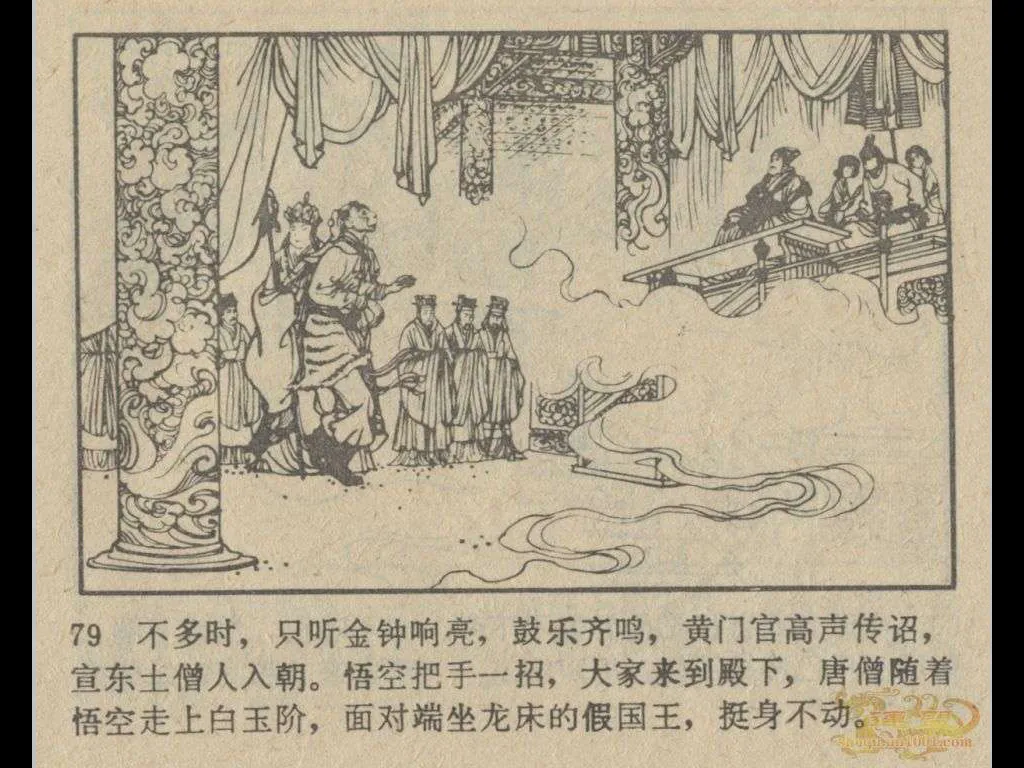 79 不多时，只听金钟响亮，鼓乐齐鸣，黄门官高声传诏，
宣东土僧人入朝。悟空把手一招，大家来到殿下，唐僧随着
悟空走上白玉阶，面对端坐龙床的假国王，挺身不动。